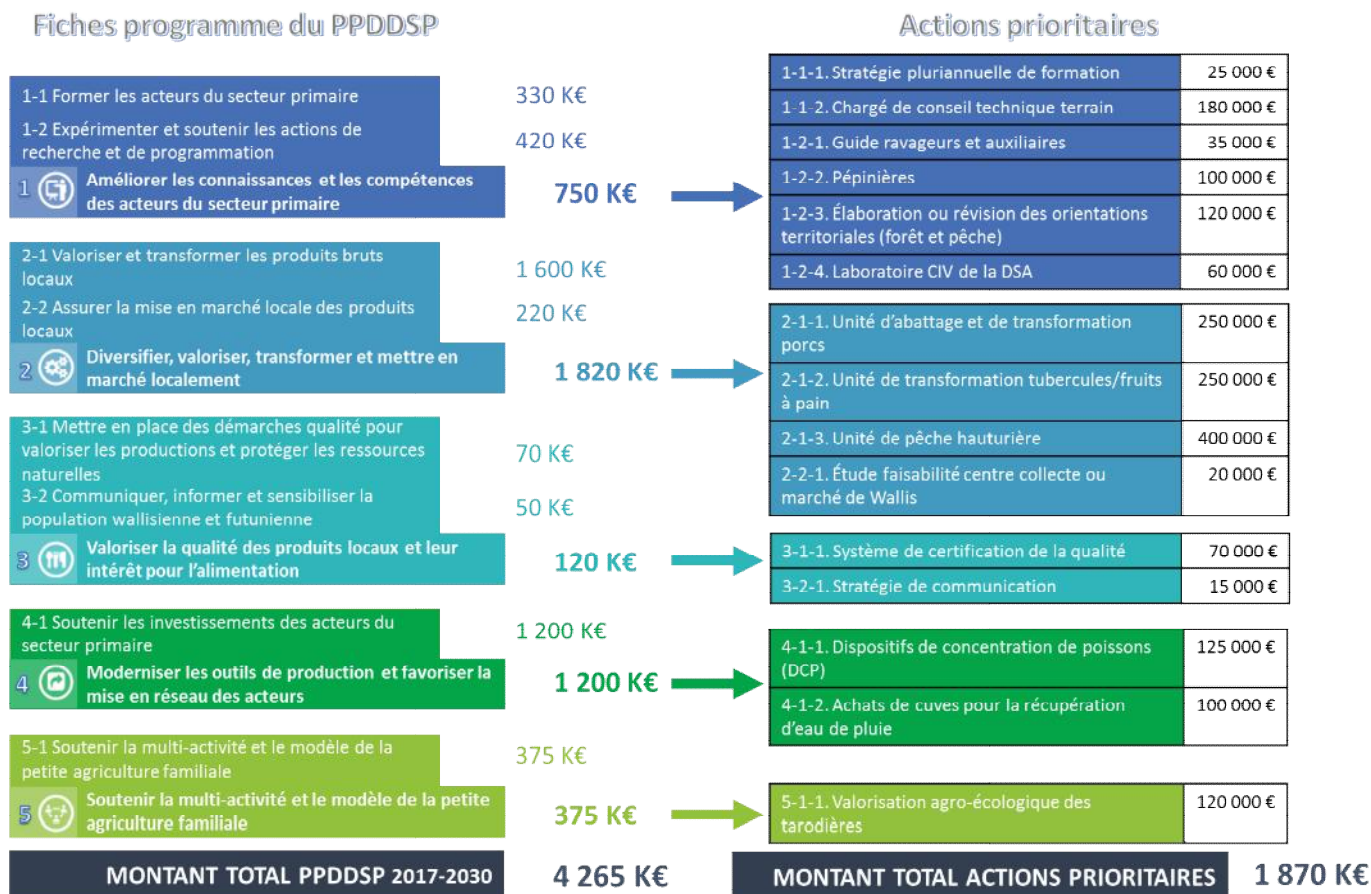 Fiches programme du PPDDSP
1-1 Former les acteurs du secteur primaire
330 K€
1-2 Expérimenter et soutenir les actions de
recherche et de programmation
420 K€
1
Améliorer les connaissances et les compétences
des acteurs du secteur primaire
750 K€
2-1 Valoriser et transformer les produits bruts
locaux
1 600 K€
2-2 Assurer la mise en marché locale des produits
locaux
220 K€
2
Diversifier, valoriser, transformer et mettre en
marché localement
1 820 K€
3-1 Mettre en place des démarches qualité pour
valoriser les productions et protéger les ressources
naturelles
70 K€
3-2 Communiquer, informer et sensibiliser la
population wallisienne et futunienne
50 K€
3
Valoriser la qualité des produits locaux et leur
intérêt pour l'alimentation
120 K€
4-1 Soutenir les investissements des acteurs du
secteur primaire
1 200 K€
4
Moderniser les outils de production et favoriser la
mise en réseau des acteurs
1 200 K€
5-1 Soutenir la multi-activité et le modèle de la
petite agriculture familiale
375 K€
5
Soutenir la multi-activité et le modèle de la petite
agriculture familiale
375 K€
MONTANT TOTAL PPDDSP 2017-2030
4 265 K€
Actions prioritaires
1-1-1. Stratégie pluriannuelle de formation
25 000 €
1-1-2. Chargé de conseil technique terrain
180 000 €
1-2-1. Guide ravageurs et auxiliaires
35 000 €
1-2-2. Pépinières
100 000 €
1-2-3. Élaboration ou révision des orientations
territoriales (forêt et pêche)
120 000 €
1-2-4. Laboratoire CIV de la DSA
60 000 €
2-1-1. Unité d'abattage et de transformation
porcs
250 000 €
2-1-2. Unité de transformation tubercules/fruits
à pain
250 000 €
2-1-3. Unité de pêche hauturière
400 000 €
2-2-1. Étude faisabilité centre collecte ou
marché de Wallis
20 000 €
3-1-1. Système de certification de la qualité
70 000 €
3-2-1. Stratégie de communication
15 000 €
4-1-1. Dispositifs de concentration de poissons
(DCP)
125 000 €
4-1-2. Achats de cuves pour la récupération
d'eau de pluie
100 000 €
5-1-1. Valorisation agro-écologique des
tarodières
120 000 €
MONTANT TOTAL ACTIONS PRIORITAIRES
1 870 K€